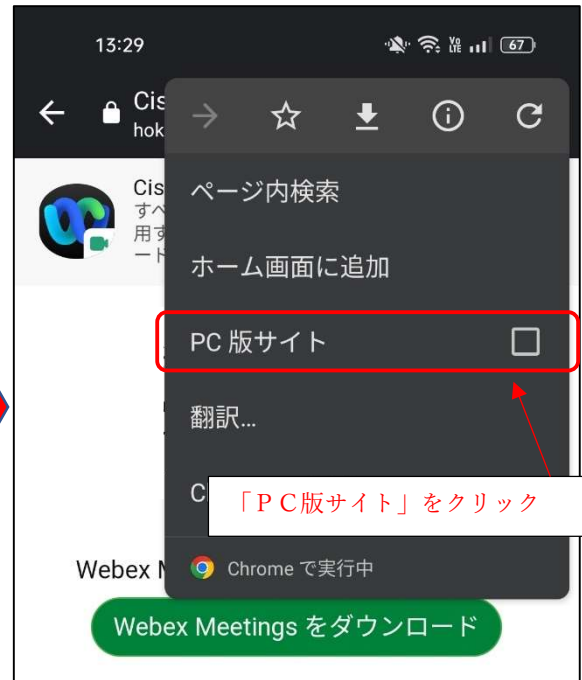 13:29
Vo
LTE
67
Cis
hok
Cis
すべ
用す
ード
ページ内検索
ホーム画面に追加
PC 版サイト
翻訳...
C
「ＰＣ版サイト」をクリック
Chrome で実行中
Webex M
Webex Meetings をダウンロード